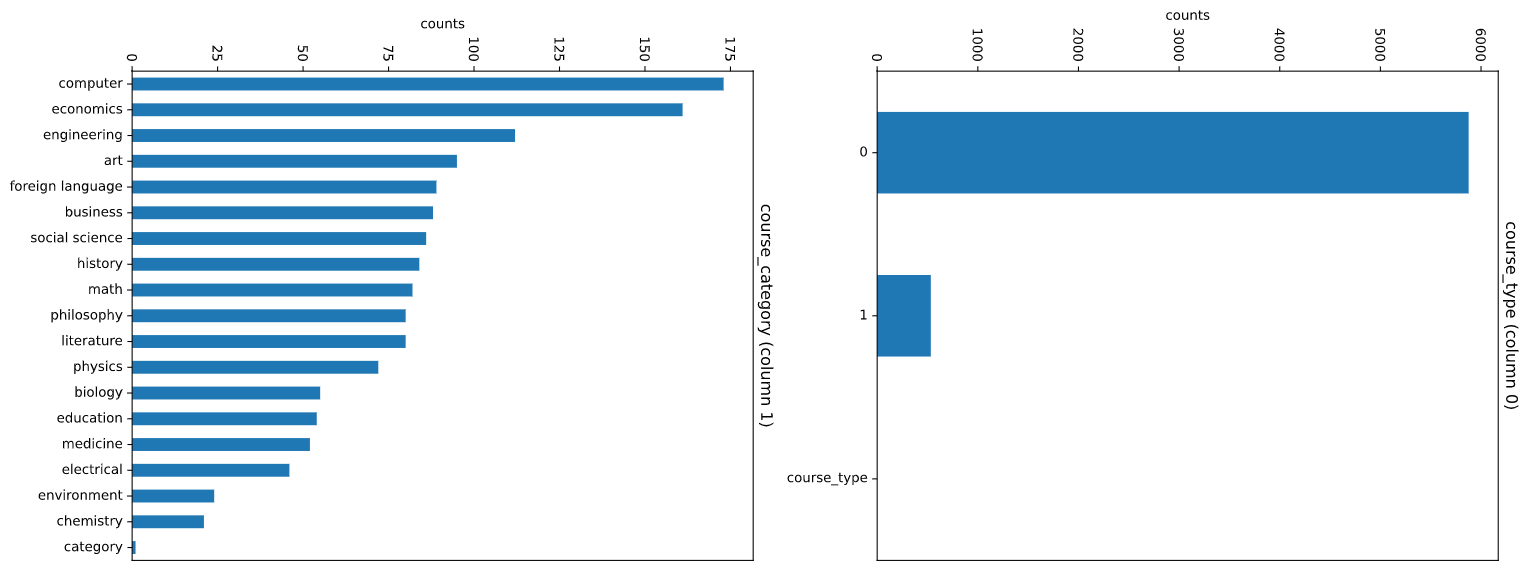 counts
0 25 50 75 100 125 150 175
computer
economics
engineering
art
foreign language
business
social science
history
math
philosophy
literature
physics
biology
education
medicine
electrical
environment
chemistry
category
course_category (column 1)
counts
0 1000 2000 3000 4000 5000 6000
0
1
course_type
course_type (column 0)